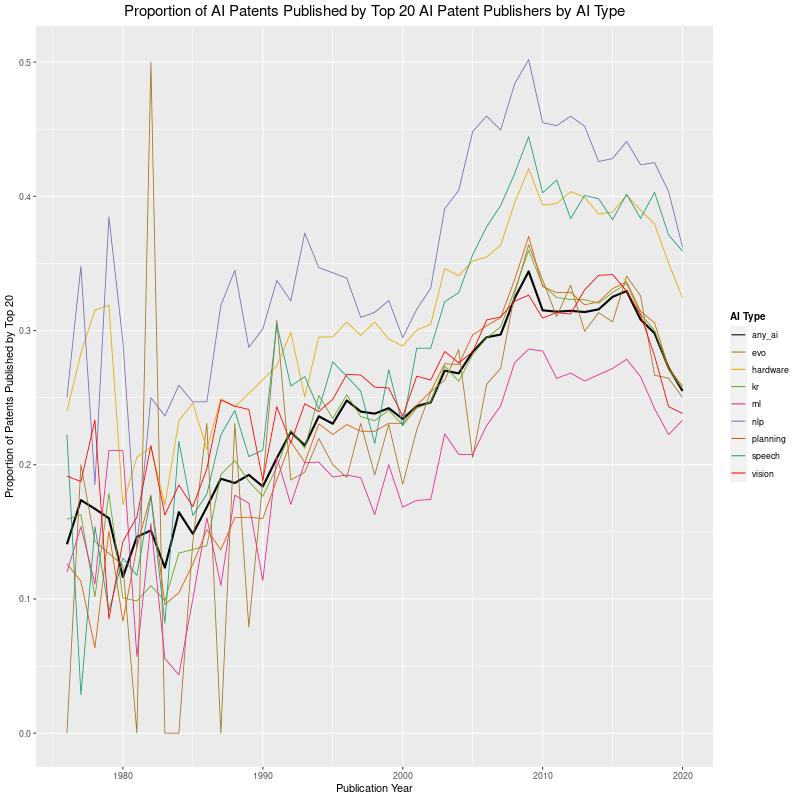 Proportion of AI Patents Published by Top 20 AI Patent Publishers by AI Type
0.5
0.4
0.3
0.2
0.1
0.0
Proportion of Patents Published by Top 20
1980
1990
2000
2010
2020
Publication Year
AI Type
any_ai
evo
hardware
kr
ml
nlp
planning
speech
vision